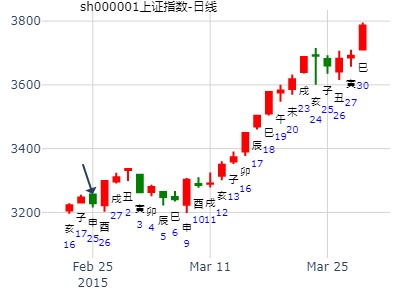 sh000001上证指数-日线
3800
3600
3400
3200
亥
16
子
17
申
25
酉
26
戌
27
丑
2
寅
3
卯
4
辰
5
巳
6
申
9
酉
10
戌
11
亥
12
子
13
卯
16
辰
17
巳
18
午
19
未
20
戌
23
亥
24
子
25
丑
26
寅
27
巳
30
Feb 25
2015
Mar 11
Mar 25